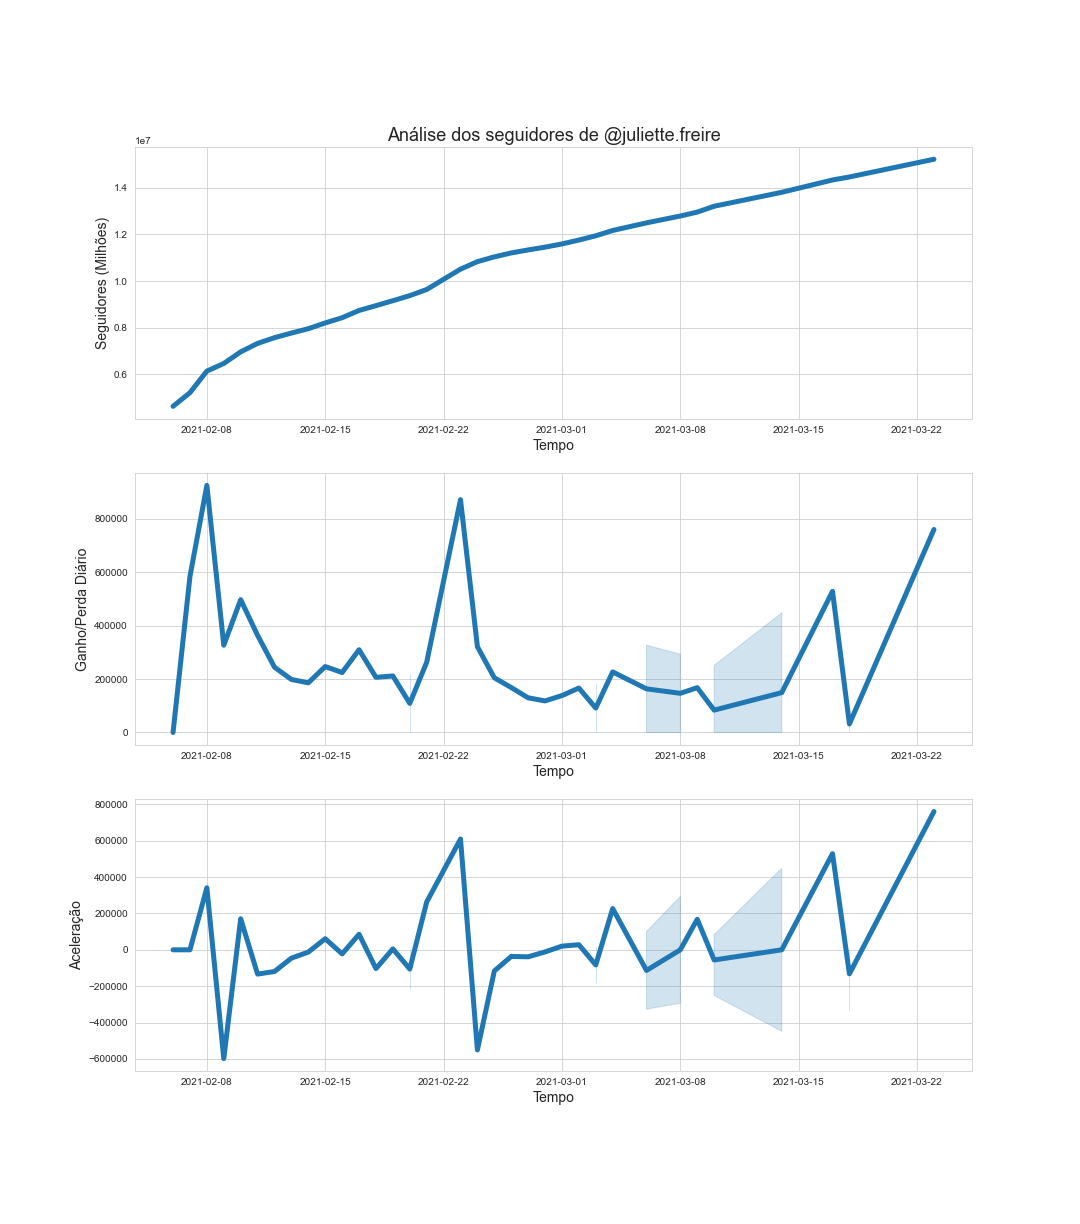 Análise dos seguidores de @juliette.freire
1e7
1.4
1.2
1.0
0.8
0.6
Seguidores (Milhões)
2021-02-08 2021-02-15 2021-02-22 2021-03-01 2021-03-08 2021-03-15 2021-03-22
Tempo
800000
600000
400000
200000
0
Ganho/Perda Diário
2021-02-08 2021-02-15 2021-02-22 2021-03-01 2021-03-08 2021-03-15 2021-03-22
Tempo
800000
600000
400000
200000
0
−200000
−400000
−600000
Aceleração
2021-02-08 2021-02-15 2021-02-22 2021-03-01 2021-03-08 2021-03-15 2021-03-22
Tempo